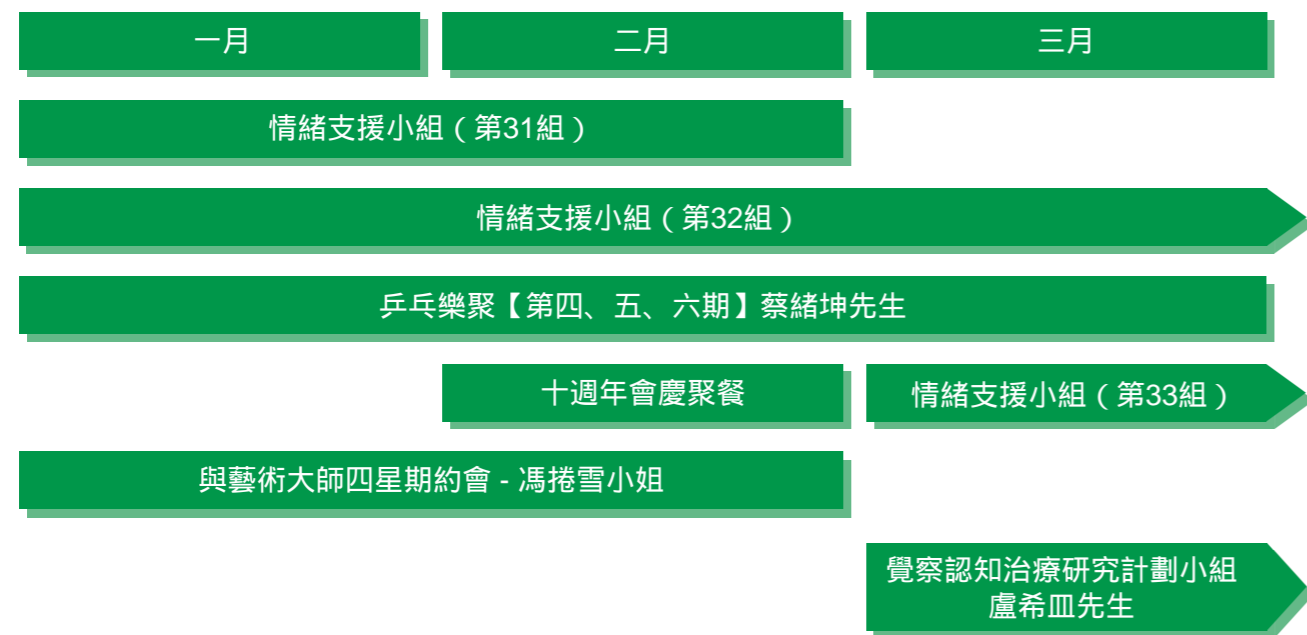 一月
二月
三月
情緒支援小組（第31組）
情緒支援小組（第32組）
乒乓樂聚【第四、五、六期】蔡緒坤先生
十週年會慶聚餐
情緒支援小組（第33組）
與藝術大師四星期約會 - 馮捲雪小姐
覺察認知治療研究計劃小組
盧希皿先生